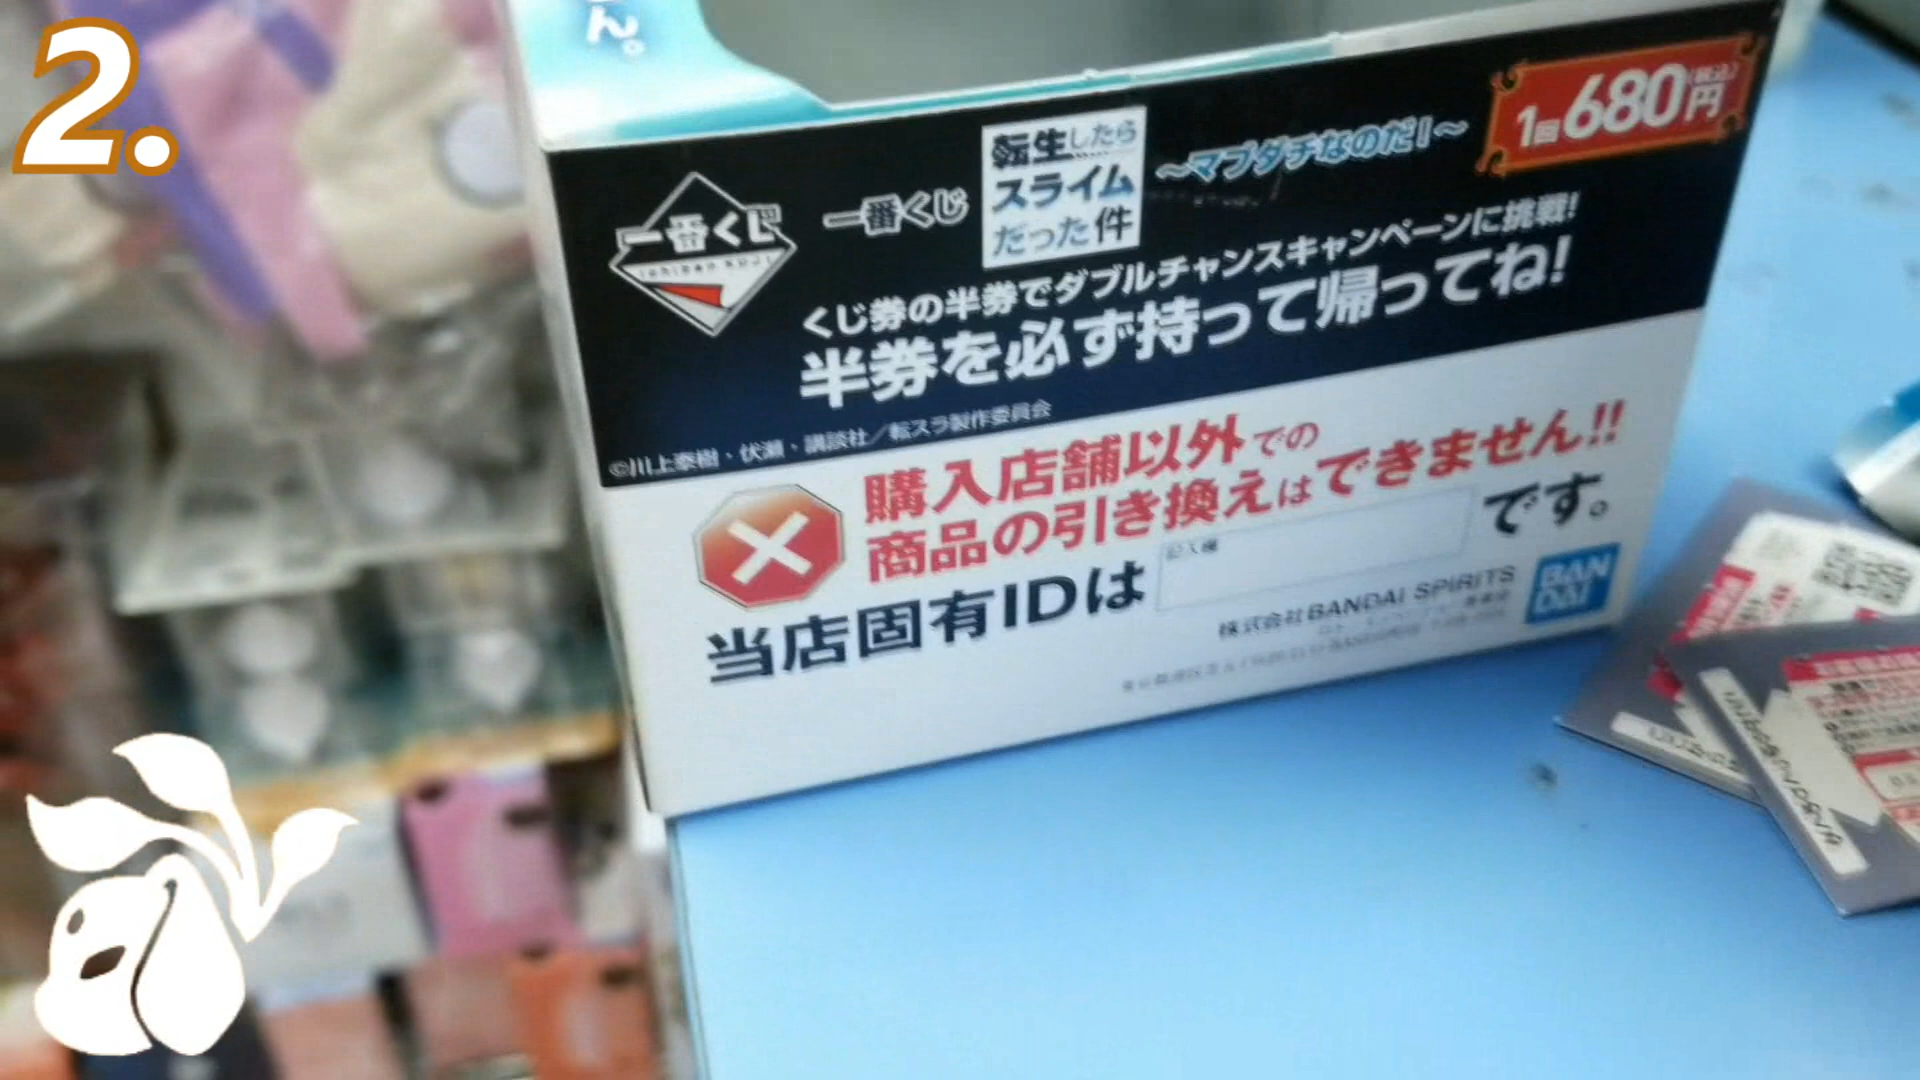 2.
ん。
一番くじ
一番くじ
転生したら
スライム
だった件
～マブダチなのだ！～
1回680円(税込)
くじ券の半券でダブルチャンスキャンペーンに挑戦!
半券を必ず持って帰ってね!
©川上泰樹・伏瀬・講談社／転スラ製作委員会
購入店舗以外での
商品の引き換えはできません!!
当店固有IDは
記入欄
です。
株式会社BANDAI SPIRITS
BAN
DAI